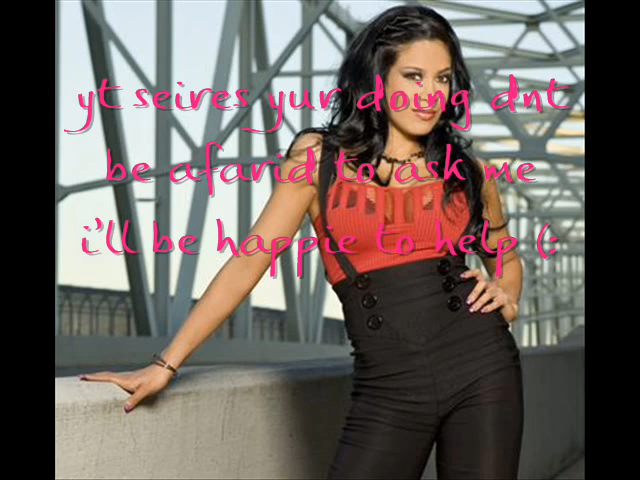 yt seires yur doing dnt
be afarid to ask me
i'll be happie to help (: